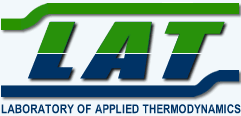 LAT
LABORATORY OF APPLIED THERMODYNAMICS